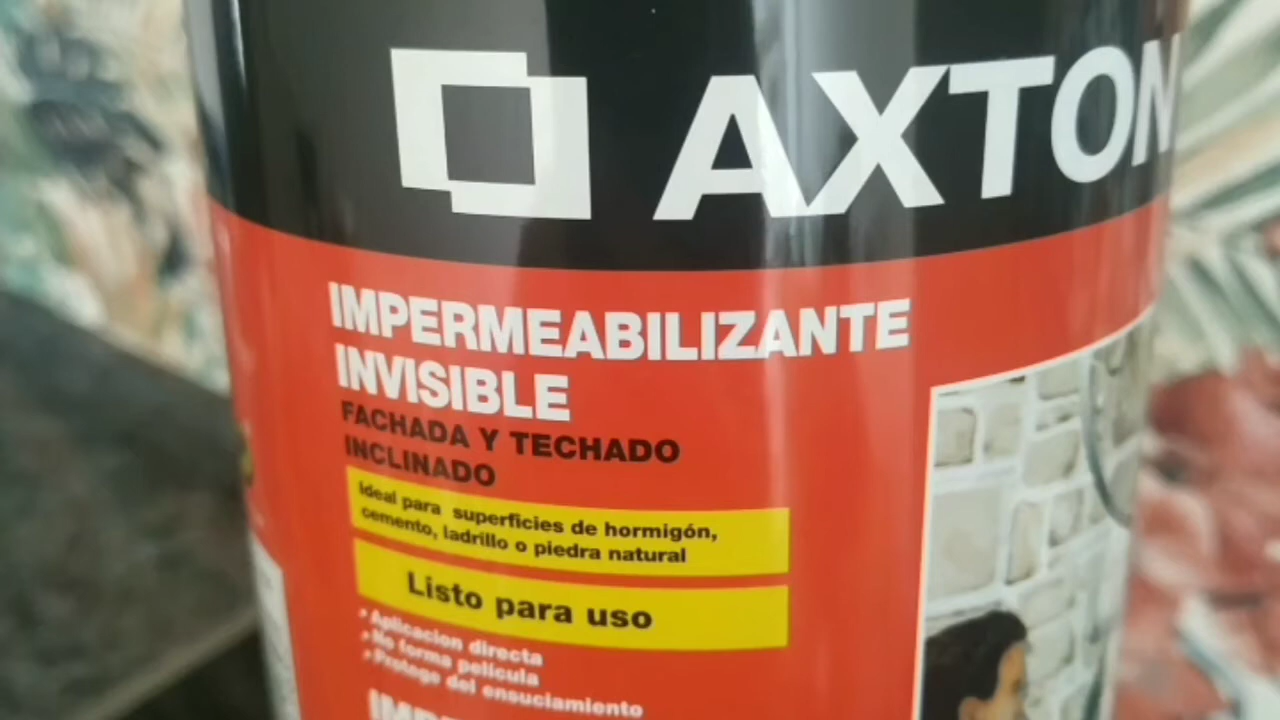 AXTON
IMPERMEABILIZANTE
INVISIBLE
FACHADA Y TECHADO
INCLINADO
Ideal para superficies de hormigón,
cemento, ladrillo o piedra natural
Listo para uso
Aplicacion directa
No forma película
Protege del ensuciamiento